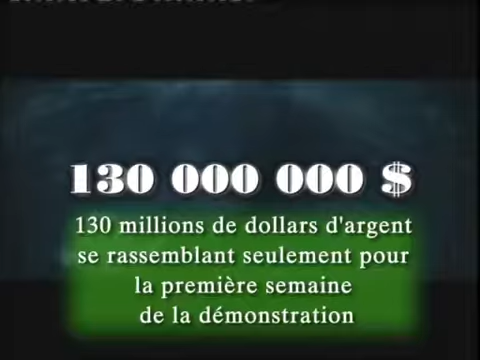 130 000 000 $
130 millions de dollars d'argent
se rassemblant seulement pour
la première semaine
de la démonstration